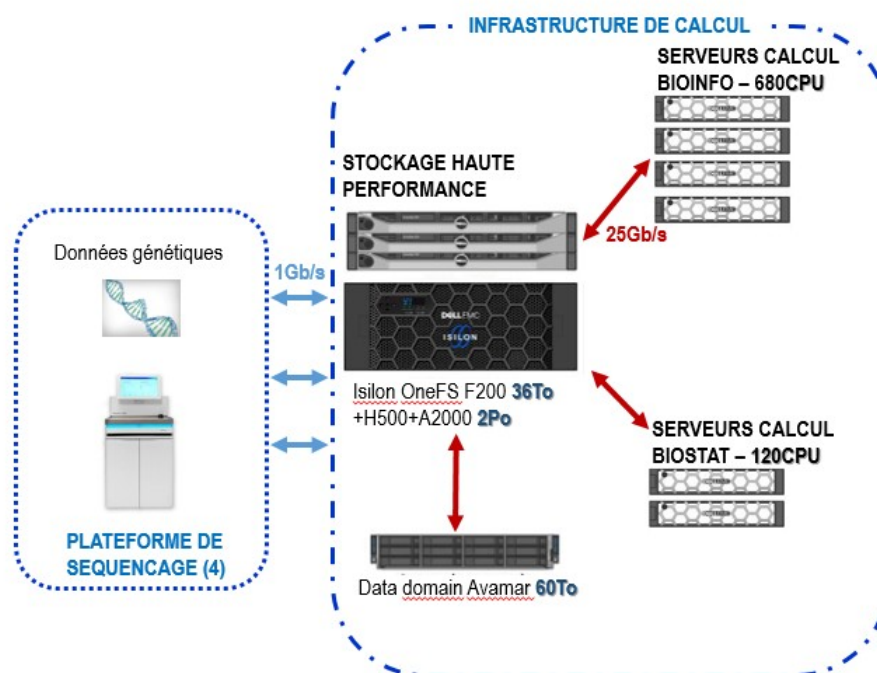 INFRASTRUCTURE DE CALCUL
SERVEURS CALCUL
BIOINFO – 680CPU
STOCKAGE HAUTE
PERFORMANCE
25Gb/s
Données génétiques
1Gb/s
DELLEMC
ISILON
Isilon OneFS F200 36To
+H500+A2000 2Po
SERVEURS CALCUL
BIOSTAT – 120CPU
PLATEFORME DE
SEQUENCAGE (4)
Data domain Avamar 60To